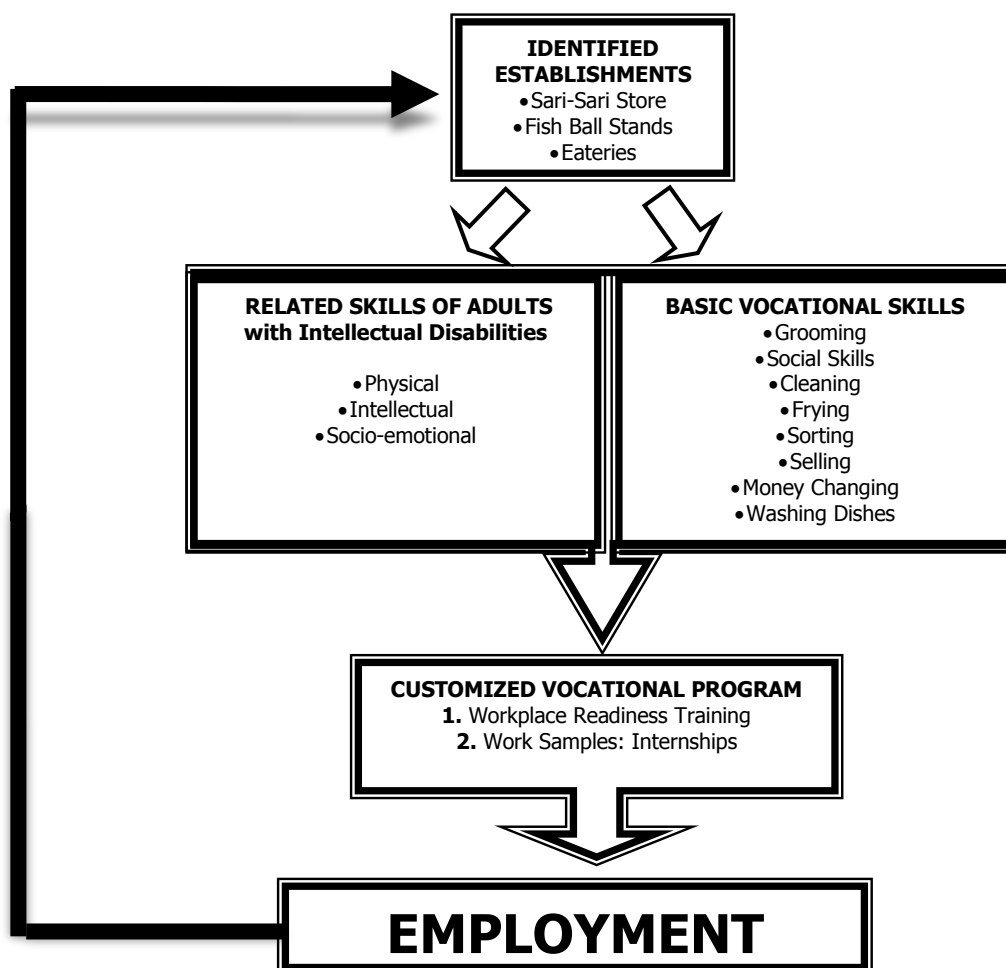 IDENTIFIED
ESTABLISHMENTS
•Sari-Sari Store
•Fish Ball Stands
•Eateries
RELATED SKILLS OF ADULTS
with Intellectual Disabilities
•Physical
•Intellectual
•Socio-emotional
BASIC VOCATIONAL SKILLS
•Grooming
•Social Skills
•Cleaning
•Frying
•Sorting
•Selling
•Money Changing
•Washing Dishes
CUSTOMIZED VOCATIONAL PROGRAM
1. Workplace Readiness Training
2. Work Samples: Internships
EMPLOYMENT